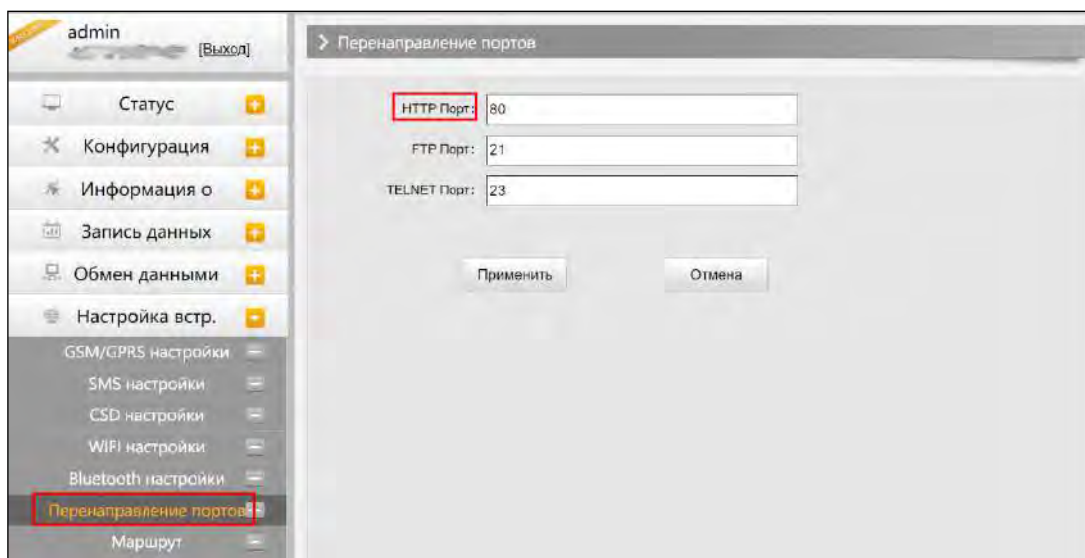 admin
[Выход]
Перенаправление портов
Статус
Конфигурация
Информация о
Запись данных
Обмен данными
Настройка встр.
GSM/GPRS настройки
SMS настройки
CSD настройки
WIFI настройки
Bluetooth настройки
Перенаправление портов
Маршрут
HTTP Порт: 80
FTP Порт: 21
TELNET Порт: 23
Применить Отмена